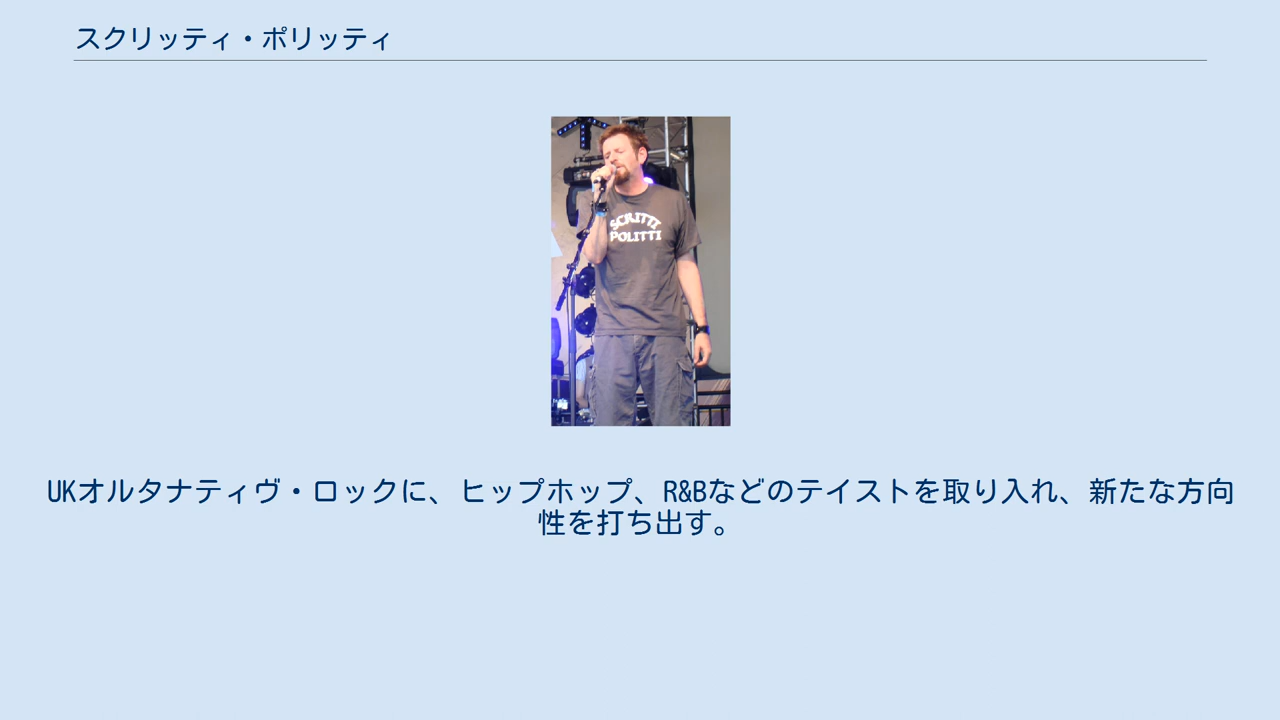 スクリッティ・ポリッティ
SCRITTI
POLITTI
UKオルタナティヴ・ロックに、ヒップホップ、R&Bなどのテイストを取り入れ、新たな方向
性を打ち出す。